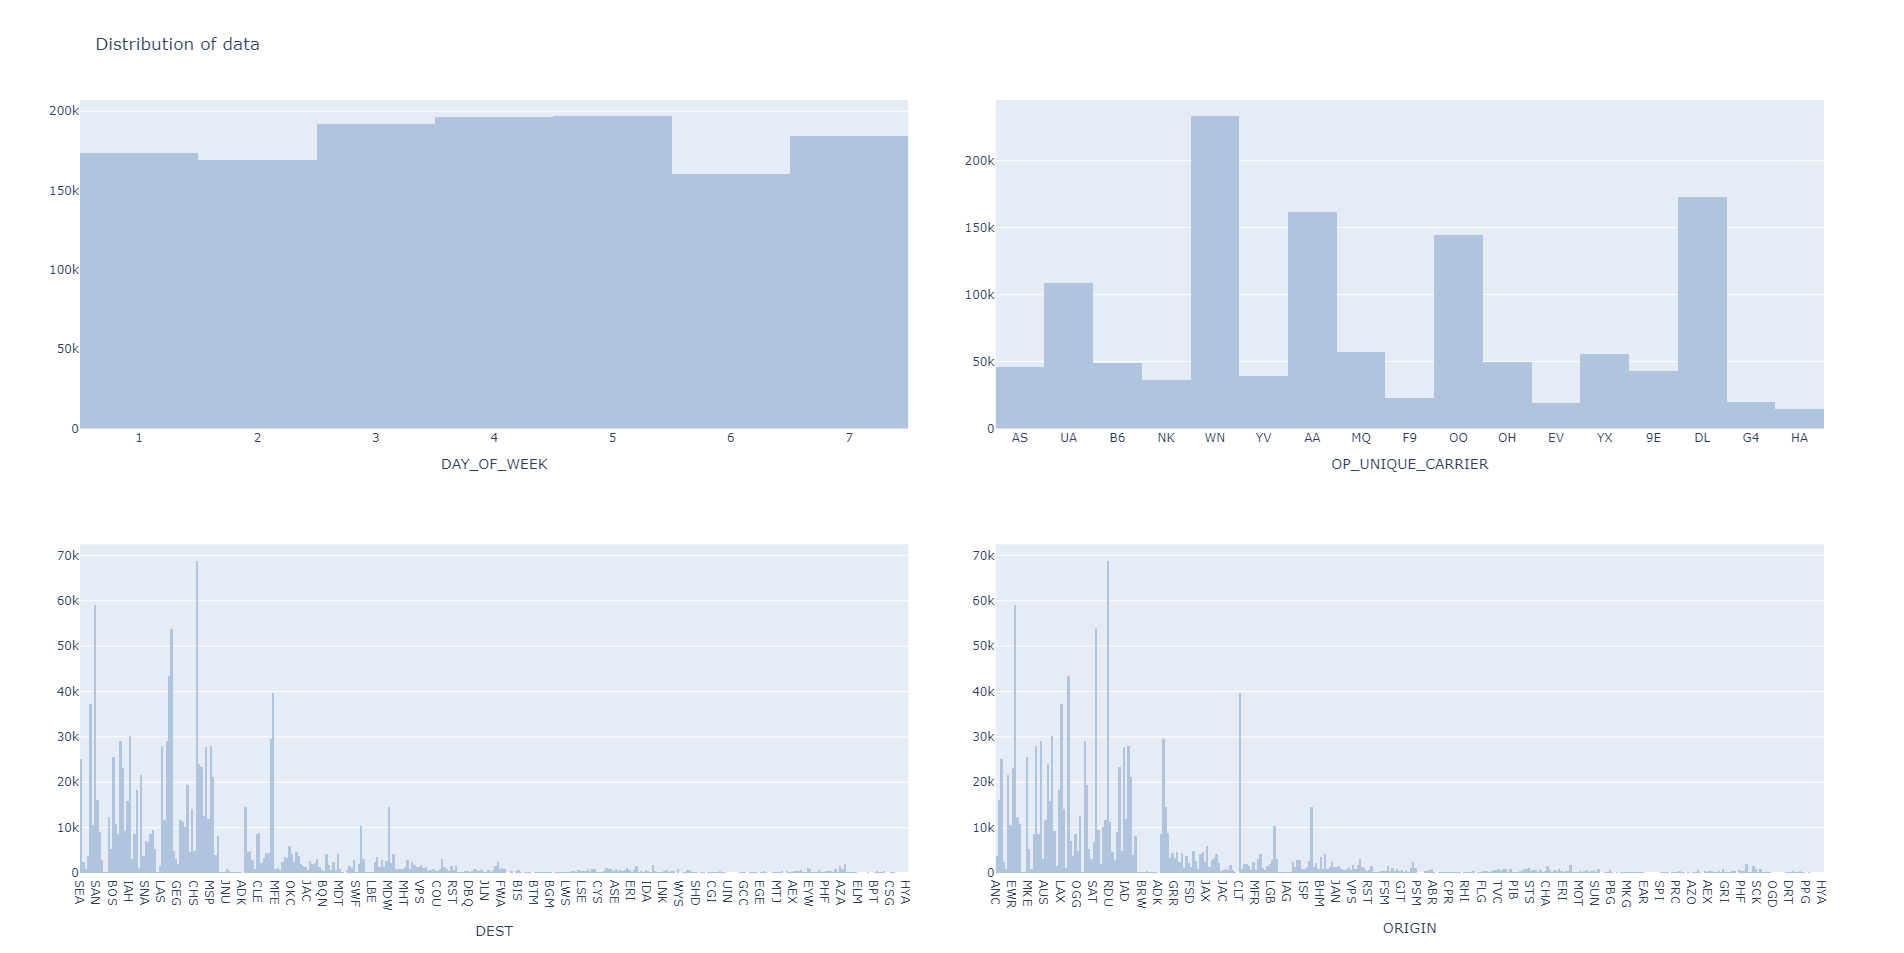 Distribution of data
200k
150k
100k
50k
0
1 2 3 4 5 6 7
DAY_OF_WEEK
200k
150k
100k
50k
0
AS UA B6 NK WN YV AA MQ F9 OO OH EV YX 9E DL G4 HA
OP_UNIQUE_CARRIER
70k
60k
50k
40k
30k
20k
10k
0
SEA SAN BOS IAH SNA LAS GEG CHS MSP JNU ADK CLE OKC JAC BQN MDT SWF LBE MDW MHT VPS COU RST DBQ JLN FWA BIS BTM BGM LWS LSE CYS ASE ERI IDA LNK WYS SHD CGI UIN GCC EGE MTJ AEX EYW PHF AZA ELM BPT CSG HYA
DEST
70k
60k
50k
40k
30k
20k
10k
0
ANC EWR MKE AUS LAX OGG SAT RDU IAD BRW ADK GRR FSD JAX JAC CLT MFR LGB IAG ISP BHM JAN VPS RST FSM GJT PSM ABR CPR RHI FLG TVC PIB STS CHA ERI MOT SUN PBG MKG EAR SPI PRC AZO AEX GRI PHF SCK OGD DRT PPG HYA
ORIGIN